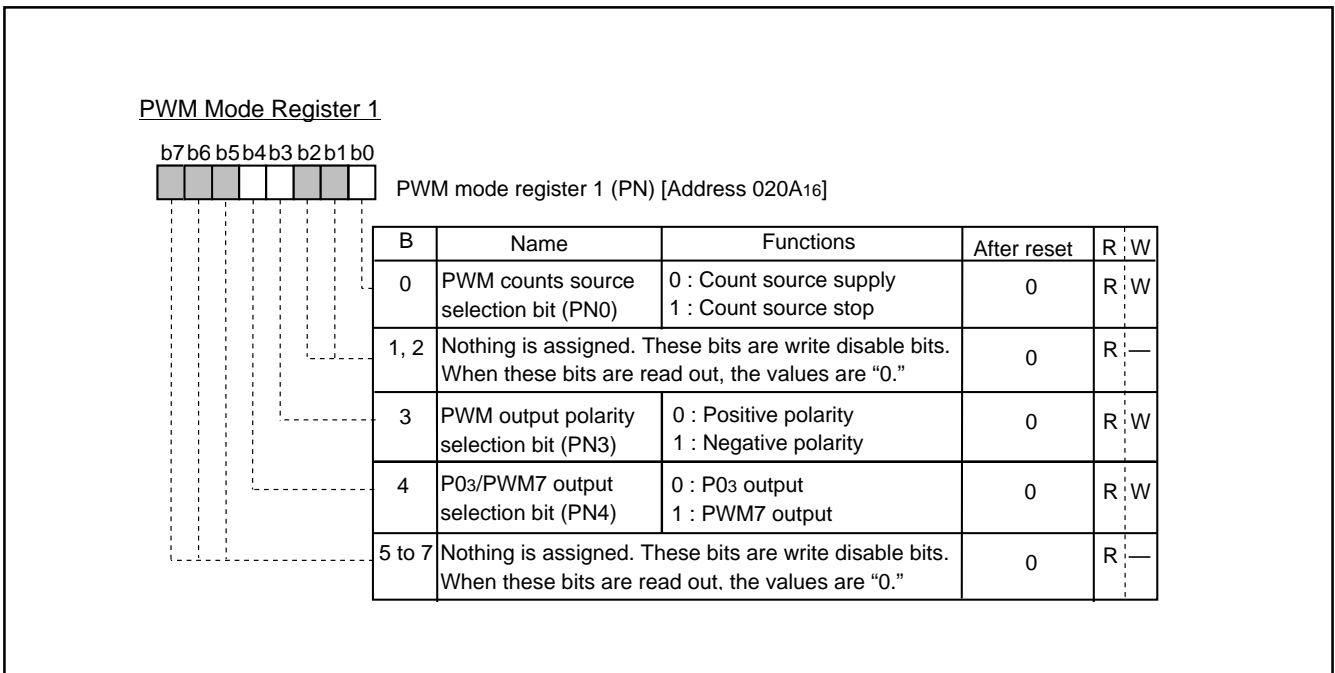 PWM Mode Register 1
b7 b6 b5 b4 b3 b2 b1 b0
PWM mode register 1 (PN) [Address 020A16]
B Name Functions After reset R W
0 PWM counts source selection bit (PN0) 0 : Count source supply 0 R W
1 : Count source stop
1, 2 Nothing is assigned. These bits are write disable bits. 0 R —
When these bits are read out, the values are “0.”
3 PWM output polarity selection bit (PN3) 0 : Positive polarity 0 R W
1 : Negative polarity
4 P03/PWM7 output selection bit (PN4) 0 : P03 output 0 R W
1 : PWM7 output
5 to 7 Nothing is assigned. These bits are write disable bits. 0 R —
When these bits are read out, the values are “0.”